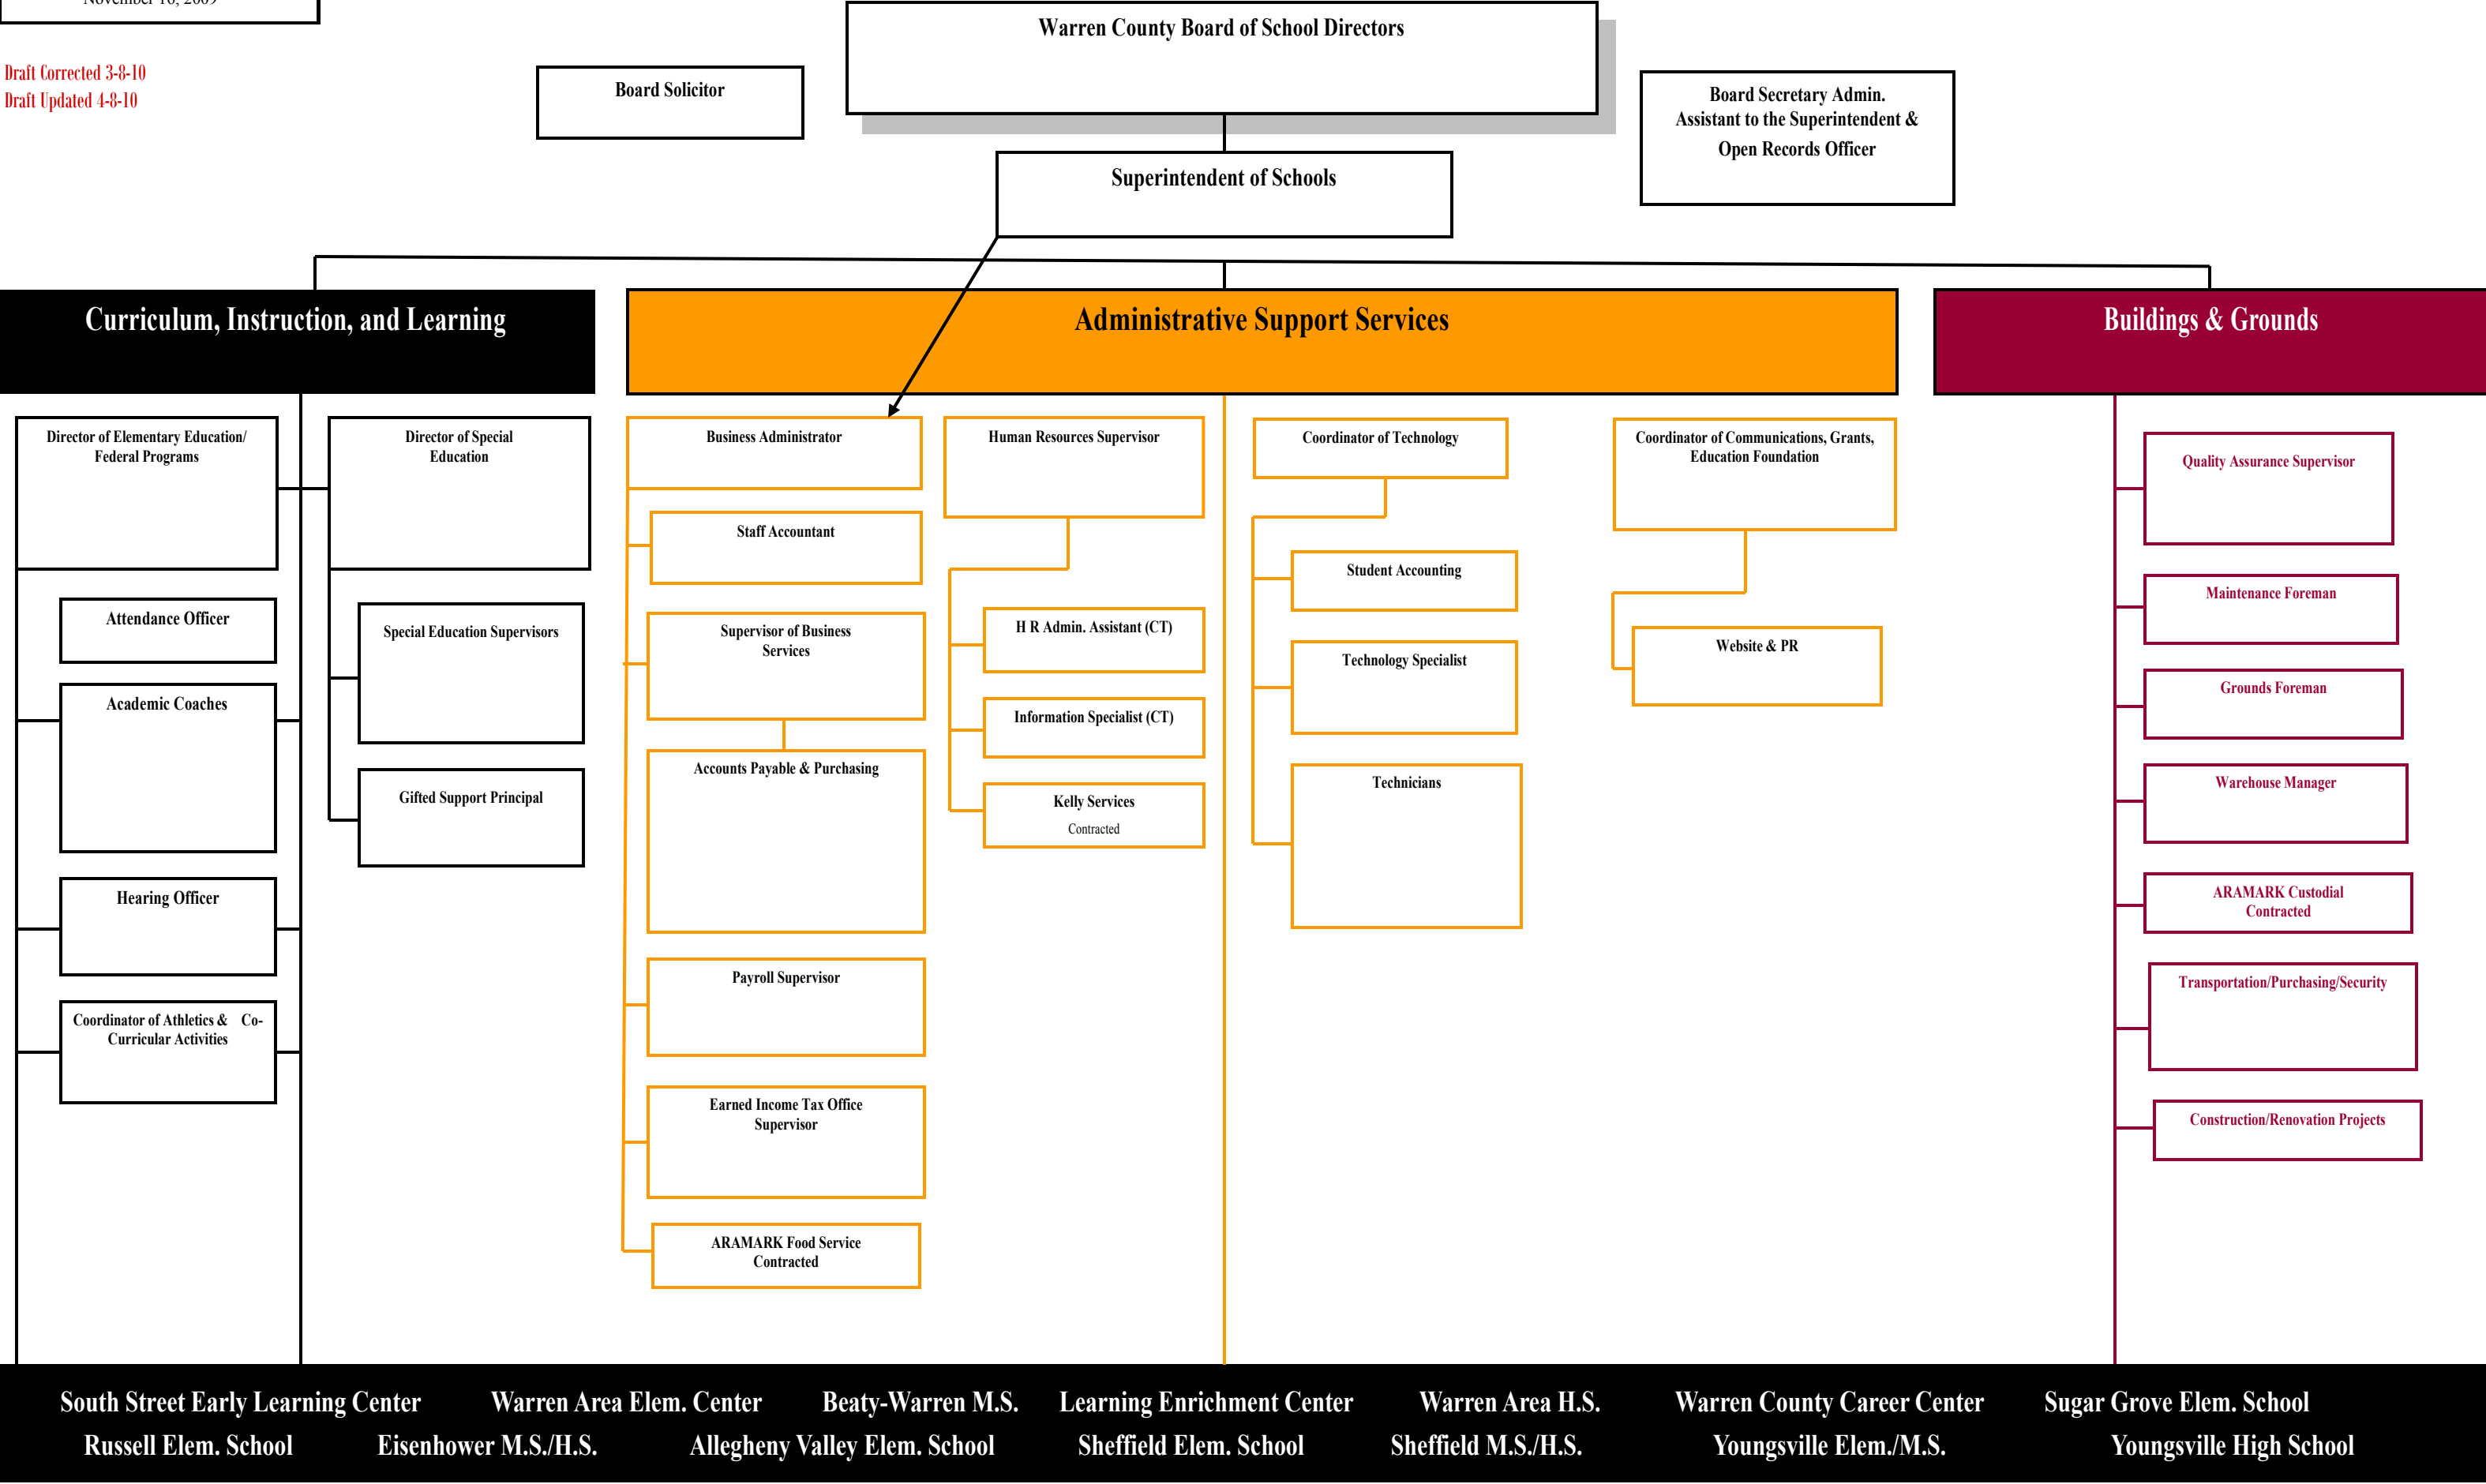 November 16, 2009
Draft Corrected 3-8-10
Draft Updated 4-8-10
Warren County Board of School Directors
Board Solicitor
Board Secretary Admin.
Assistant to the Superintendent &
Open Records Officer
Superintendent of Schools
Curriculum, Instruction, and Learning
Administrative Support Services
Buildings & Grounds
Director of Elementary Education/
Federal Programs
Director of Special
Education
Attendance Officer
Academic Coaches
Hearing Officer
Coordinator of Athletics & Co-
Curricular Activities
Special Education Supervisors
Gifted Support Principal
Business Administrator
Staff Accountant
Supervisor of Business
Services
Accounts Payable & Purchasing
Payroll Supervisor
Earned Income Tax Office
Supervisor
ARAMARK Food Service
Contracted
Human Resources Supervisor
H R Admin. Assistant (CT)
Information Specialist (CT)
Kelly Services
Contracted
Coordinator of Technology
Student Accounting
Technology Specialist
Technicians
Coordinator of Communications, Grants,
Education Foundation
Website & PR
Quality Assurance Supervisor
Maintenance Foreman
Grounds Foreman
Warehouse Manager
ARAMARK Custodial
Contracted
Transportation/Purchasing/Security
Construction/Renovation Projects
South Street Early Learning Center Warren Area Elem. Center Beaty-Warren M.S. Learning Enrichment Center Warren Area H.S. Warren County Career Center Sugar Grove Elem. School
Russell Elem. School Eisenhower M.S./H.S. Allegheny Valley Elem. School Sheffield Elem. School Sheffield M.S./H.S. Youngsville Elem./M.S. Youngsville High School